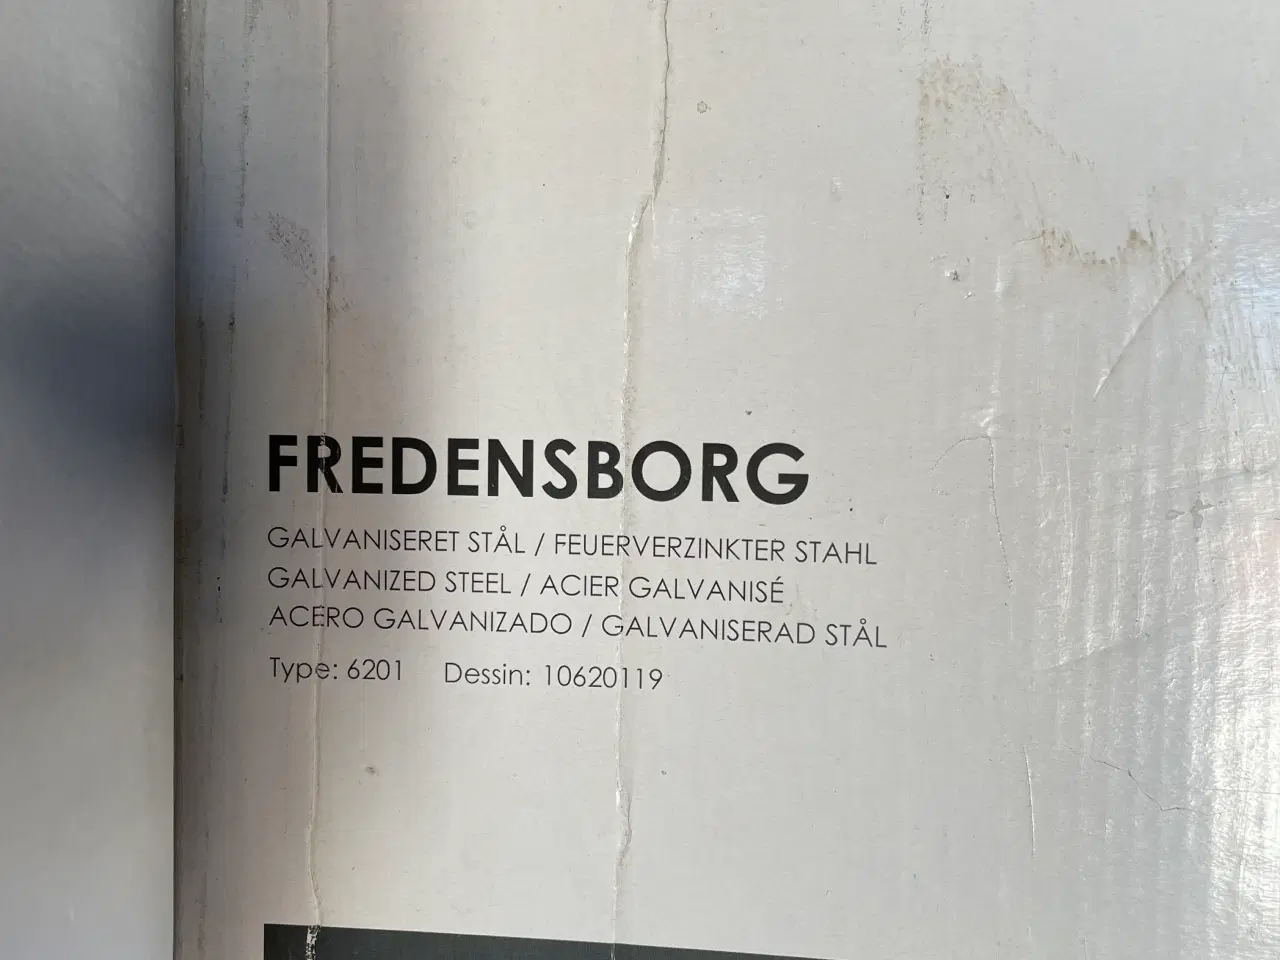 FREDENSBORG
GALVANISERET STÅL / FEUERVERZINKTER STAHL
GALVANIZED STEEL / ACIER GALVANISÉ
ACERO GALVANIZADO / GALVANISERAD STÅL
Type: 6201 Dessin: 10620119